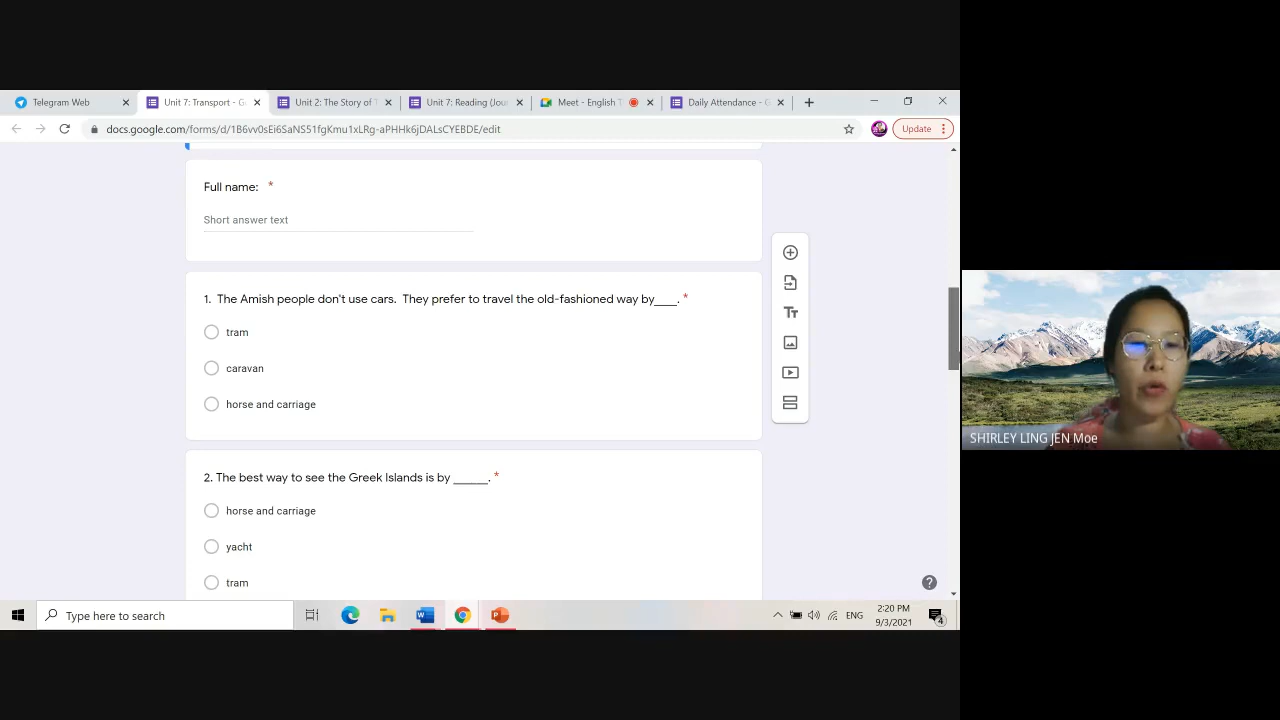 Telegram Web
Unit 7: Transport - G
Unit 2: The Story of T
Unit 7: Reading (Jou
Meet - English T
Daily Attendance - G
docs.google.com/forms/d/1B6vv0sEi6SaNS51fgKmu1xLRg-aPHHk6jDALsCYEBDE/edit
Update
Full name: *
Short answer text
1. The Amish people don't use cars. They prefer to travel the old-fashioned way by____. *
tram
caravan
horse and carriage
Tт
2. The best way to see the Greek Islands is by ______. *
horse and carriage
yacht
tram
SHIRLEY LING JEN Moe
Type here to search
ENG
2:20 PM
9/3/2021
4